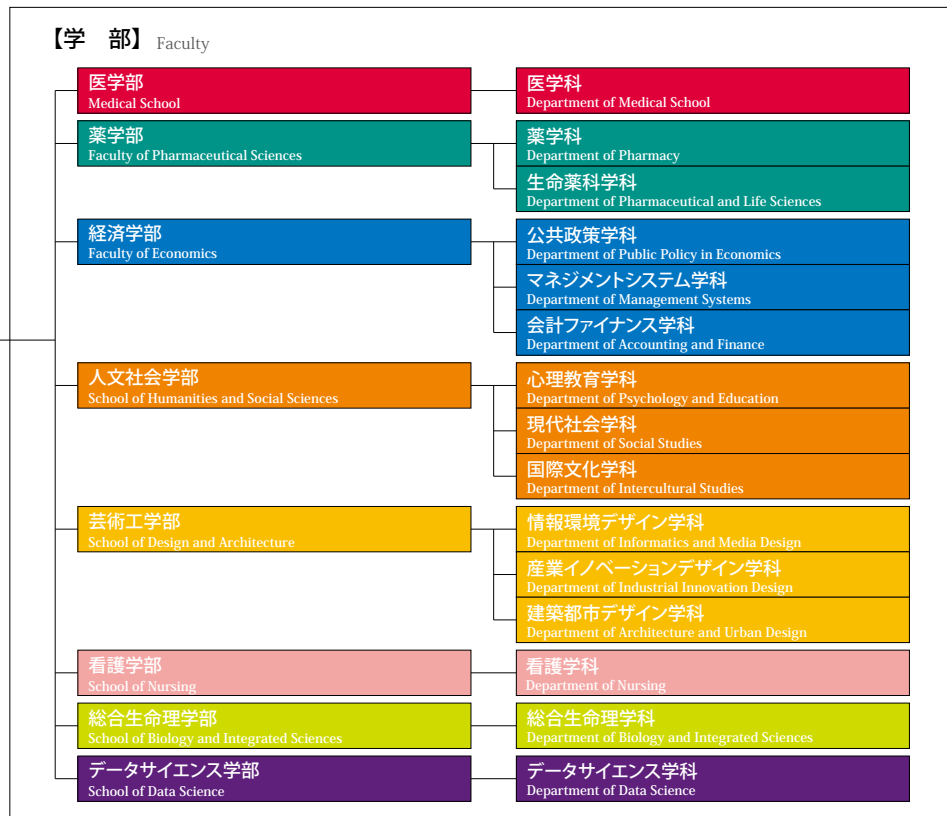 【学　部】 Faculty
医学部
Medical School
医学科
Department of Medical School
薬学部
Faculty of Pharmaceutical Sciences
薬学科
Department of Pharmacy
生命薬科学科
Department of Pharmaceutical and Life Sciences
経済学部
Faculty of Economics
公共政策学科
Department of Public Policy in Economics
マネジメントシステム学科
Department of Management Systems
会計ファイナンス学科
Department of Accounting and Finance
人文社会学部
School of Humanities and Social Sciences
心理教育学科
Department of Psychology and Education
現代社会学科
Department of Social Studies
国際文化学科
Department of Intercultural Studies
芸術工学部
School of Design and Architecture
情報環境デザイン学科
Department of Informatics and Media Design
産業イノベーションデザイン学科
Department of Industrial Innovation Design
建築都市デザイン学科
Department of Architecture and Urban Design
看護学部
School of Nursing
看護学科
Department of Nursing
総合生命理学部
School of Biology and Integrated Sciences
総合生命理学科
Department of Biology and Integrated Sciences
データサイエンス学部
School of Data Science
データサイエンス学科
Department of Data Science